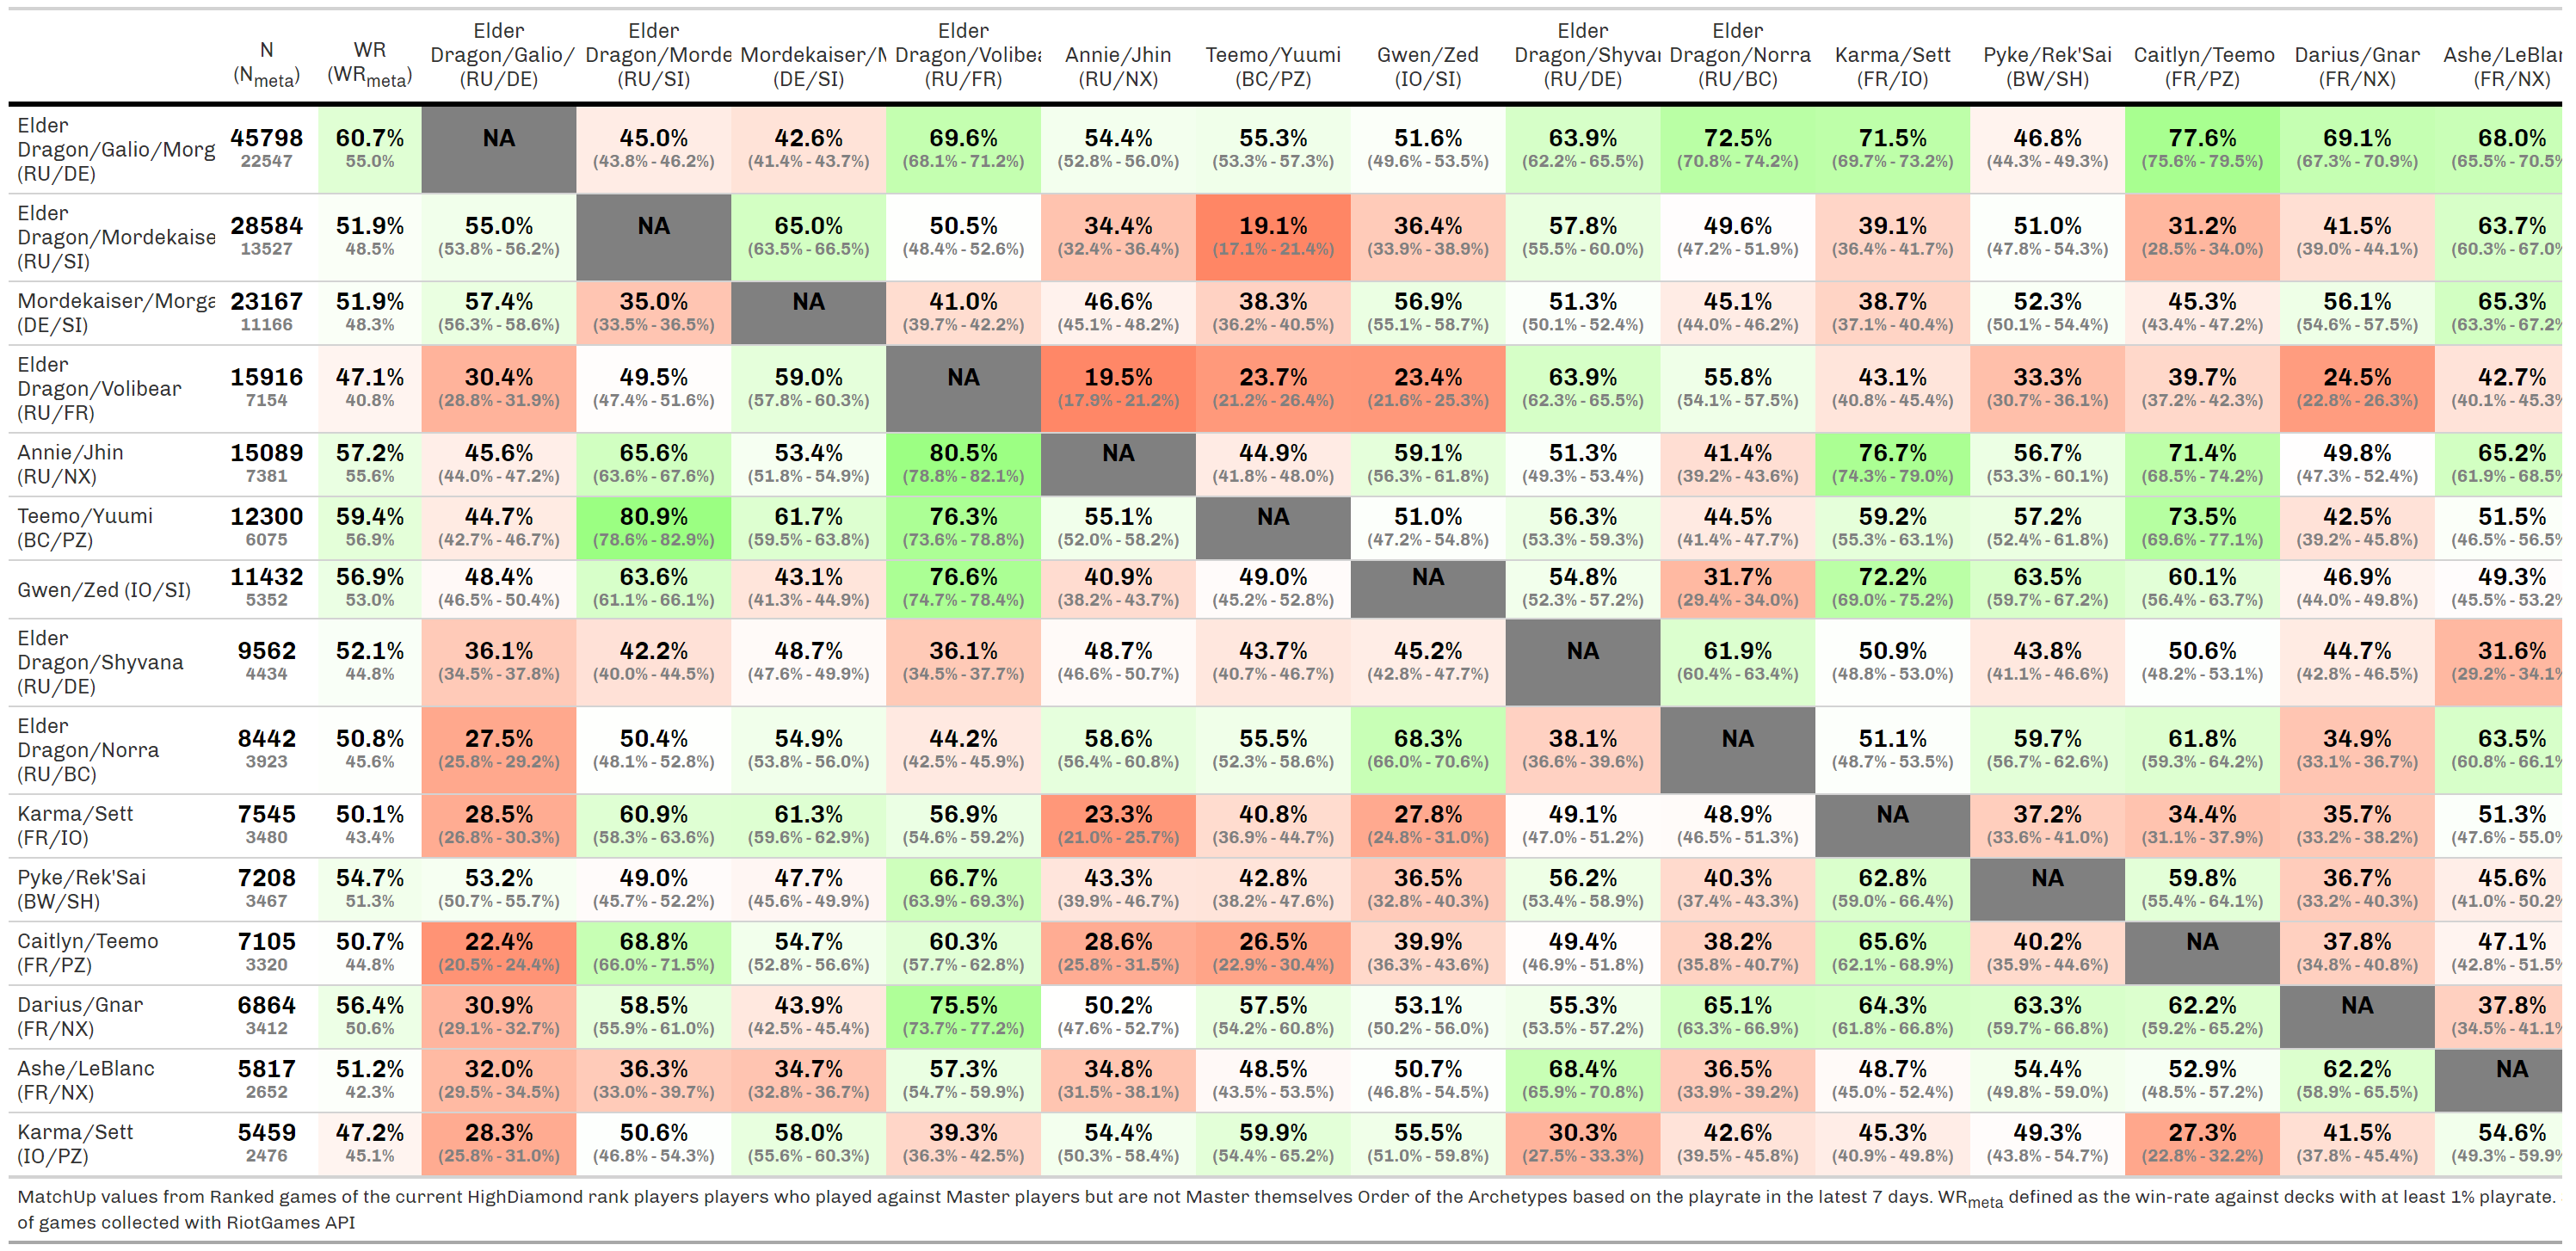 N (Nmeta) WR (WRmeta) Elder Dragon/Galio/ (RU/DE) Elder Dragon/Morde (RU/SI) Mordekaiser/M (DE/SI) Elder Dragon/Volibea (RU/FR) Annie/Jhin (RU/NX) Teemo/Yuumi (BC/PZ) Gwen/Zed (IO/SI) Elder Dragon/Shyvan (RU/DE) Elder Dragon/Norra (RU/BC) Karma/Sett (FR/IO) Pyke/Rek'Sai (BW/SH) Caitlyn/Teemo (FR/PZ) Darius/Gnar (FR/NX) Ashe/LeBlan (FR/NX)
Elder Dragon/Galio/Morg (RU/DE) 45798 60.7% NA 45.0% 42.6% 69.6% 54.4% 55.3% 51.6% 63.9% 72.5% 71.5% 46.8% 77.6% 69.1% 68.0%
22547 55.0% (43.8% - 46.2%) (41.4% - 43.7%) (68.1% - 71.2%) (52.8% - 56.0%) (53.3% - 57.3%) (49.6% - 53.5%) (62.2% - 65.5%) (70.8% - 74.2%) (69.7% - 73.2%) (44.3% - 49.3%) (75.6% - 79.5%) (67.3% - 70.9%) (65.5% - 70.5%
Elder Dragon/Mordekaise (RU/SI) 28584 51.9% 55.0% NA 65.0% 50.5% 34.4% 19.1% 36.4% 57.8% 49.6% 39.1% 51.0% 31.2% 41.5% 63.7%
13527 48.5% (53.8% - 56.2%) (63.5% - 66.5%) (48.4% - 52.6%) (32.4% - 36.4%) (17.1% - 21.4%) (33.9% - 38.9%) (55.5% - 60.0%) (47.2% - 51.9%) (36.4% - 41.7%) (47.8% - 54.3%) (28.5% - 34.0%) (39.0% - 44.1%) (60.3% - 67.0%
Mordekaiser/Morga (DE/SI) 23167 51.9% 57.4% 35.0% NA 41.0% 46.6% 38.3% 56.9% 51.3% 45.1% 38.7% 52.3% 45.3% 56.1% 65.3%
11166 48.3% (56.3% - 58.6%) (33.5% - 36.5%) (39.7% - 42.2%) (45.1% - 48.2%) (36.2% - 40.5%) (55.1% - 58.7%) (50.1% - 52.4%) (44.0% - 46.2%) (37.1% - 40.4%) (50.1% - 54.4%) (43.4% - 47.2%) (54.6% - 57.5%) (63.3% - 67.2%
Elder Dragon/Volibear (RU/FR) 15916 47.1% 30.4% 49.5% 59.0% NA 19.5% 23.7% 23.4% 63.9% 55.8% 43.1% 33.3% 39.7% 24.5% 42.7%
7154 40.8% (28.8% - 31.9%) (47.4% - 51.6%) (57.8% - 60.3%) (17.9% - 21.2%) (21.2% - 26.4%) (21.6% - 25.3%) (62.3% - 65.5%) (54.1% - 57.5%) (40.8% - 45.4%) (30.7% - 36.1%) (37.2% - 42.3%) (22.8% - 26.3%) (40.1% - 45.3%
Annie/Jhin (RU/NX) 15089 57.2% 45.6% 65.6% 53.4% 80.5% NA 44.9% 59.1% 51.3% 41.4% 76.7% 56.7% 71.4% 49.8% 65.2%
7381 55.6% (44.0% - 47.2%) (63.6% - 67.6%) (51.8% - 54.9%) (78.8% - 82.1%) (41.8% - 48.0%) (56.3% - 61.8%) (49.3% - 53.4%) (39.2% - 43.6%) (74.3% - 79.0%) (53.3% - 60.1%) (68.5% - 74.2%) (47.3% - 52.4%) (61.9% - 68.5%
Teemo/Yuumi (BC/PZ) 12300 59.4% 44.7% 80.9% 61.7% 76.3% 55.1% NA 51.0% 56.3% 44.5% 59.2% 57.2% 73.5% 42.5% 51.5%
6075 56.9% (42.7% - 46.7%) (78.6% - 82.9%) (59.5% - 63.8%) (73.6% - 78.8%) (52.0% - 58.2%) (47.2% - 54.8%) (53.3% - 59.3%) (41.4% - 47.7%) (55.3% - 63.1%) (52.4% - 61.8%) (69.6% - 77.1%) (39.2% - 45.8%) (46.5% - 56.5%
Gwen/Zed (IO/SI) 11432 56.9% 48.4% 63.6% 43.1% 76.6% 40.9% 49.0% NA 54.8% 31.7% 72.2% 63.5% 60.1% 46.9% 49.3%
5352 53.0% (46.5% - 50.4%) (61.1% - 66.1%) (41.3% - 44.9%) (74.7% - 78.4%) (38.2% - 43.7%) (45.2% - 52.8%) (52.3% - 57.2%) (29.4% - 34.0%) (69.0% - 75.2%) (59.7% - 67.2%) (56.4% - 63.7%) (44.0% - 49.8%) (45.5% - 53.2%
Elder Dragon/Shyvana (RU/DE) 9562 52.1% 36.1% 42.2% 48.7% 36.1% 48.7% 43.7% 45.2% NA 61.9% 50.9% 43.8% 50.6% 44.7% 31.6%
4434 44.8% (34.5% - 37.8%) (40.0% - 44.5%) (47.6% - 49.9%) (34.5% - 37.7%) (46.6% - 50.7%) (40.7% - 46.7%) (42.8% - 47.7%) (60.4% - 63.4%) (48.8% - 53.0%) (41.1% - 46.6%) (48.2% - 53.1%) (42.8% - 46.5%) (29.2% - 34.1%
Elder Dragon/Norra (RU/BC) 8442 50.8% 27.5% 50.4% 54.9% 44.2% 58.6% 55.5% 68.3% 38.1% NA 51.1% 59.7% 61.8% 34.9% 63.5%
3923 45.6% (25.8% - 29.2%) (48.1% - 52.8%) (53.8% - 56.0%) (42.5% - 45.9%) (56.4% - 60.8%) (52.3% - 58.6%) (66.0% - 70.6%) (36.6% - 39.6%) (48.7% - 53.5%) (56.7% - 62.6%) (59.3% - 64.2%) (33.1% - 36.7%) (60.8% - 66.1%
Karma/Sett (FR/IO) 7545 50.1% 28.5% 60.9% 61.3% 56.9% 23.3% 40.8% 27.8% 49.1% 48.9% NA 37.2% 34.4% 35.7% 51.3%
3480 43.4% (26.8% - 30.3%) (58.3% - 63.6%) (59.6% - 62.9%) (54.6% - 59.2%) (21.0% - 25.7%) (36.9% - 44.7%) (24.8% - 31.0%) (47.0% - 51.2%) (46.5% - 51.3%) (33.6% - 41.0%) (31.1% - 37.9%) (33.2% - 38.2%) (47.6% - 55.0%
Pyke/Rek'Sai (BW/SH) 7208 54.7% 53.2% 49.0% 47.7% 66.7% 43.3% 42.8% 36.5% 56.2% 40.3% 62.8% NA 59.8% 36.7% 45.6%
3467 51.3% (50.7% - 55.7%) (45.7% - 52.2%) (45.6% - 49.9%) (63.9% - 69.3%) (39.9% - 46.7%) (38.2% - 47.6%) (32.8% - 40.3%) (53.4% - 58.9%) (37.4% - 43.3%) (59.0% - 66.4%) (55.4% - 64.1%) (33.2% - 40.3%) (41.0% - 50.2%
Caitlyn/Teemo (FR/PZ) 7105 50.7% 22.4% 68.8% 54.7% 60.3% 28.6% 26.5% 39.9% 49.4% 38.2% 65.6% 40.2% NA 37.8% 47.1%
3320 44.8% (20.5% - 24.4%) (66.0% - 71.5%) (52.8% - 56.6%) (57.7% - 62.8%) (25.8% - 31.5%) (22.9% - 30.4%) (36.3% - 43.6%) (46.9% - 51.8%) (35.8% - 40.7%) (62.1% - 68.9%) (35.9% - 44.6%) (34.8% - 40.8%) (42.8% - 51.5%
Darius/Gnar (FR/NX) 6864 56.4% 30.9% 58.5% 43.9% 75.5% 50.2% 57.5% 53.1% 55.3% 65.1% 64.3% 63.3% 62.2% NA 37.8%
3412 50.6% (29.1% - 32.7%) (55.9% - 61.0%) (42.5% - 45.4%) (73.7% - 77.2%) (47.6% - 52.7%) (54.2% - 60.8%) (50.2% - 56.0%) (53.5% - 57.2%) (63.3% - 66.9%) (61.8% - 66.8%) (59.7% - 66.8%) (59.2% - 65.2%) (34.5% - 41.1%
Ashe/LeBlanc (FR/NX) 5817 51.2% 32.0% 36.3% 34.7% 57.3% 34.8% 48.5% 50.7% 68.4% 36.5% 48.7% 54.4% 52.9% 62.2% NA
2652 42.3% (29.5% - 34.5%) (33.0% - 39.7%) (32.8% - 36.7%) (54.7% - 59.9%) (31.5% - 38.1%) (43.5% - 53.5%) (46.8% - 54.5%) (65.9% - 70.8%) (33.9% - 39.2%) (45.0% - 52.4%) (49.8% - 59.0%) (48.5% - 57.2%) (58.9% - 65.5%)
Karma/Sett (IO/PZ) 5459 47.2% 28.3% 50.6% 58.0% 39.3% 54.4% 59.9% 55.5% 30.3% 42.6% 45.3% 49.3% 27.3% 41.5% 54.6%
2476 45.1% (25.8% - 31.0%) (46.8% - 54.3%) (55.6% - 60.3%) (36.3% - 42.5%) (50.3% - 58.4%) (54.4% - 65.2%) (51.0% - 59.8%) (27.5% - 33.3%) (39.5% - 45.8%) (40.9% - 49.8%) (43.8% - 54.7%) (22.8% - 32.2%) (37.8% - 45.4%) (49.3% - 59.9%
MatchUp values from Ranked games of the current HighDiamond rank players players who played against Master players but are not Master themselves Order of the Archetypes based on the playrate in the latest 7 days. WRmeta defined as the win-rate against decks with at least 1% playrate.
of games collected with RiotGames API